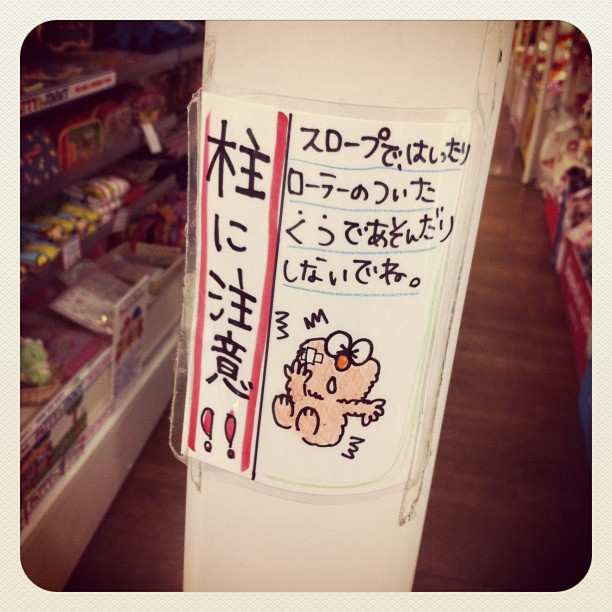 柱に注意!!
スロープで、はしったり
ローラーのついた
くつであそんだり
しないでね。